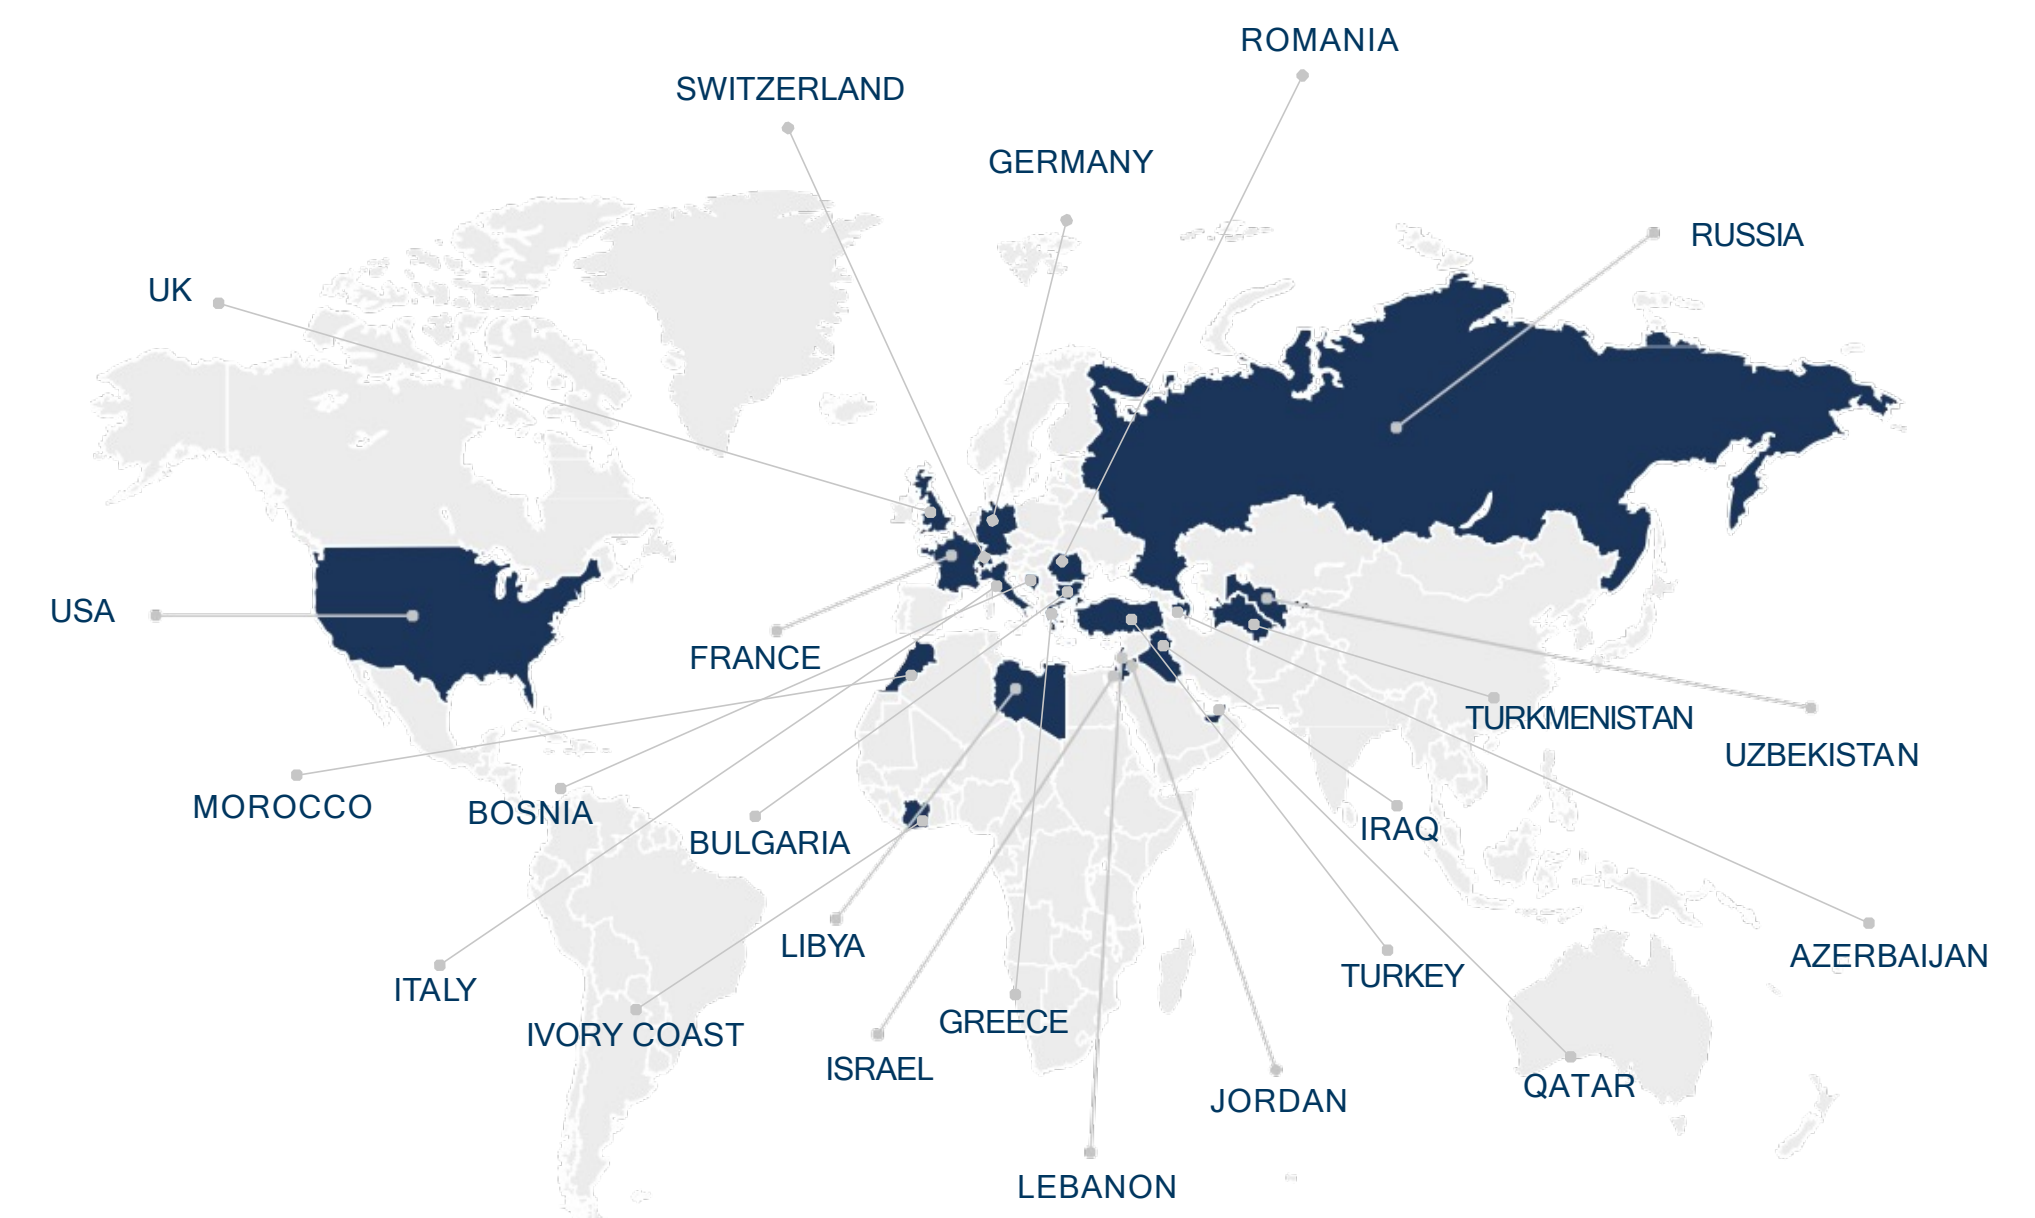 ROMANIA
SWITZERLAND
GERMANY
RUSSIA
UK
USA
FRANCE
TURKMENISTAN
UZBEKISTAN
MOROCCO
BOSNIA
BULGARIA
IRAQ
LIBYA
AZERBAIJAN
ITALY
TURKEY
IVORY COAST
GREECE
ISRAEL
QATAR
JORDAN
LEBANON